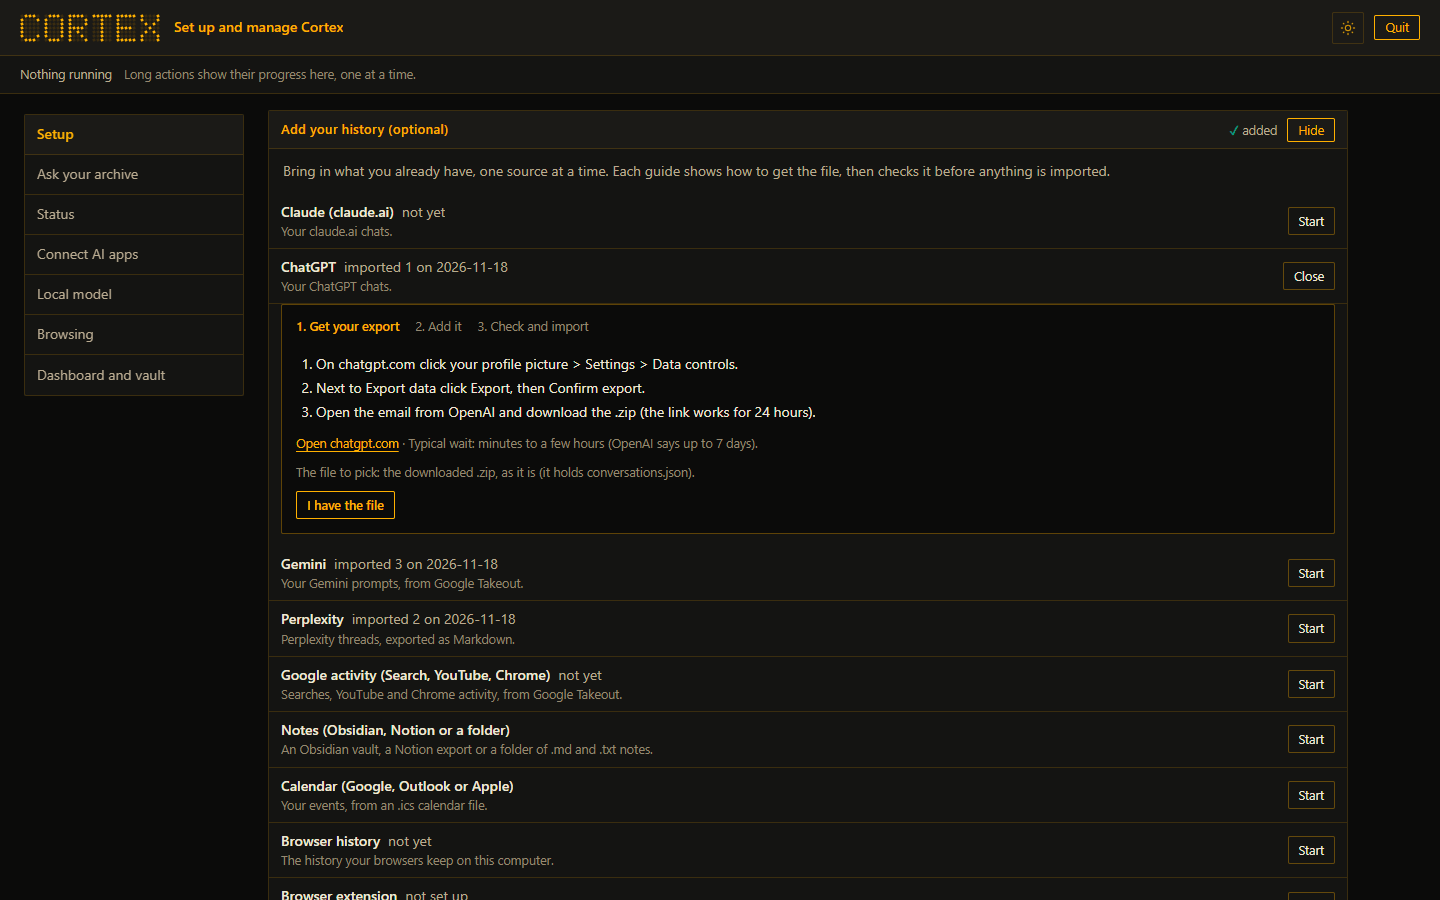 CORTEX Set up and manage Cortex Quit
Nothing running Long actions show their progress here, one at a time.
Setup
Ask your archive
Status
Connect AI apps
Local model
Browsing
Dashboard and vault
Add your history (optional) ✓ added Hide
Bring in what you already have, one source at a time. Each guide shows how to get the file, then checks it before anything is imported.
Claude (claude.ai) not yet
Your claude.ai chats.
Start
ChatGPT imported 1 on 2026-11-18
Your ChatGPT chats.
Close
1. Get your export 2. Add it 3. Check and import
1. On chatgpt.com click your profile picture > Settings > Data controls.
2. Next to Export data click Export, then Confirm export.
3. Open the email from OpenAI and download the .zip (the link works for 24 hours).
Open chatgpt.com · Typical wait: minutes to a few hours (OpenAI says up to 7 days).
The file to pick: the downloaded .zip, as it is (it holds conversations.json).
I have the file
Gemini imported 3 on 2026-11-18
Your Gemini prompts, from Google Takeout.
Start
Perplexity imported 2 on 2026-11-18
Perplexity threads, exported as Markdown.
Start
Google activity (Search, YouTube, Chrome) not yet
Searches, YouTube and Chrome activity, from Google Takeout.
Start
Notes (Obsidian, Notion or a folder)
An Obsidian vault, a Notion export or a folder of .md and .txt notes.
Start
Calendar (Google, Outlook or Apple)
Your events, from an .ics calendar file.
Start
Browser history not yet
The history your browsers keep on this computer.
Start
Browser extension not set up